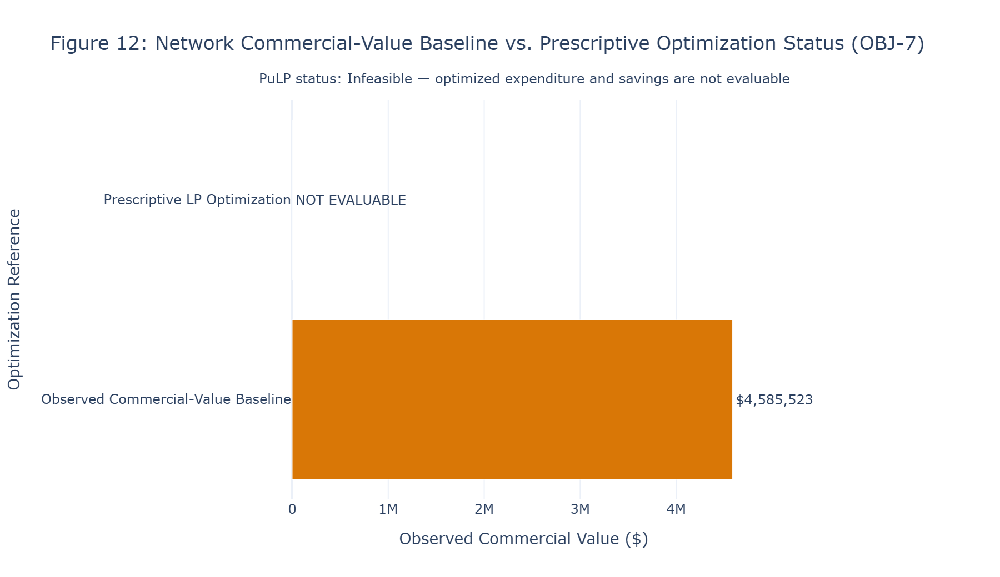 Figure 12: Network Commercial-Value Baseline vs. Prescriptive Optimization Status (OBJ-7)
PuLP status: Infeasible — optimized expenditure and savings are not evaluable
Optimization Reference
Prescriptive LP Optimization
NOT EVALUABLE
Observed Commercial-Value Baseline
$4,585,523
0 1M 2M 3M 4M
Observed Commercial Value ($)